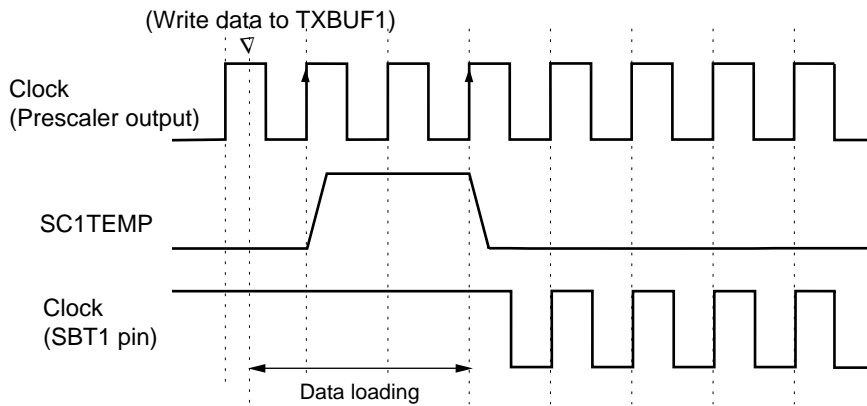 (Write data to TXBUF1)
Clock
(Prescaler output)
SC1TEMP
Clock
(SBT1 pin)
Data loading